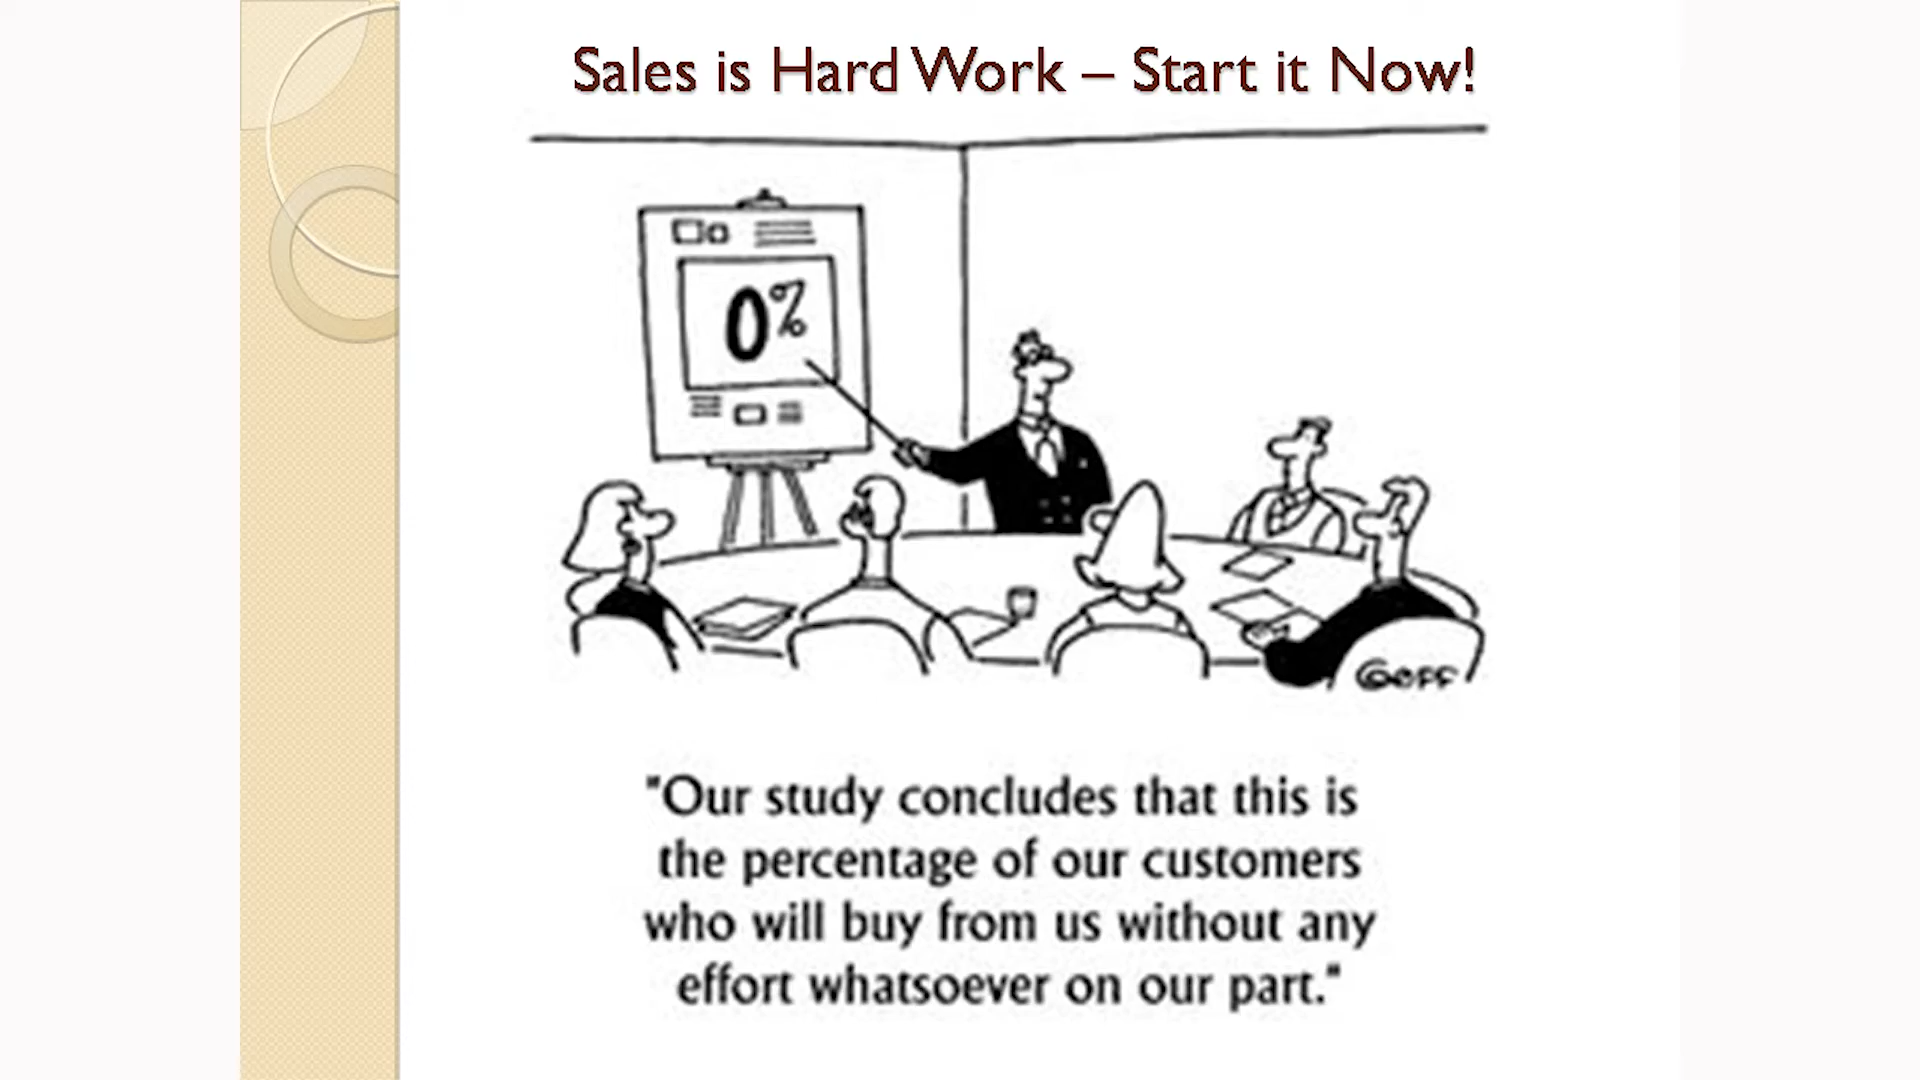 Sales is Hard Work – Start it Now!
0%
GOFF
"Our study concludes that this is
the percentage of our customers
who will buy from us without any
effort whatsoever on our part."